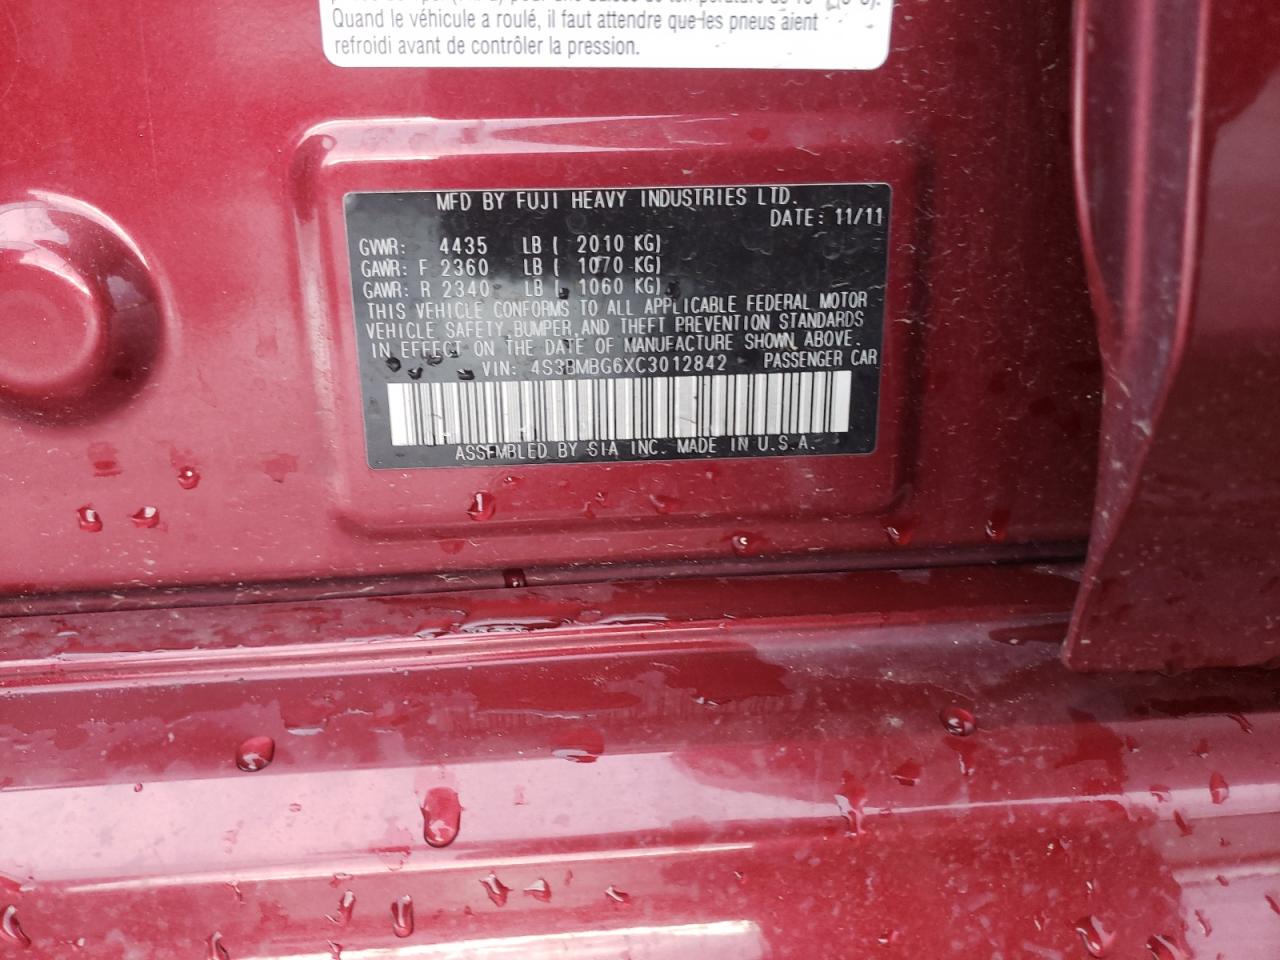 Quand le véhicule a roulé, il faut attendre que les pneus aient
refroidi avant de contrôler la pression.
MFD BY FUJI HEAVY INDUSTRIES LTD.
DATE: 11/11
GVWR: 4435 LB ( 2010 KG)
GAWR: F 2360 LB ( 1070 KG)
GAWR: R 2340 LB ( 1060 KG)
THIS VEHICLE CONFORMS TO ALL APPLICABLE FEDERAL MOTOR
VEHICLE SAFETY, BUMPER, AND THEFT PREVENTION STANDARDS
IN EFFECT ON THE DATE OF MANUFACTURE SHOWN ABOVE.
VIN: 4S3BMBG6XC3012842 PASSENGER CAR
ASSEMBLED BY SIA INC. MADE IN U.S.A.